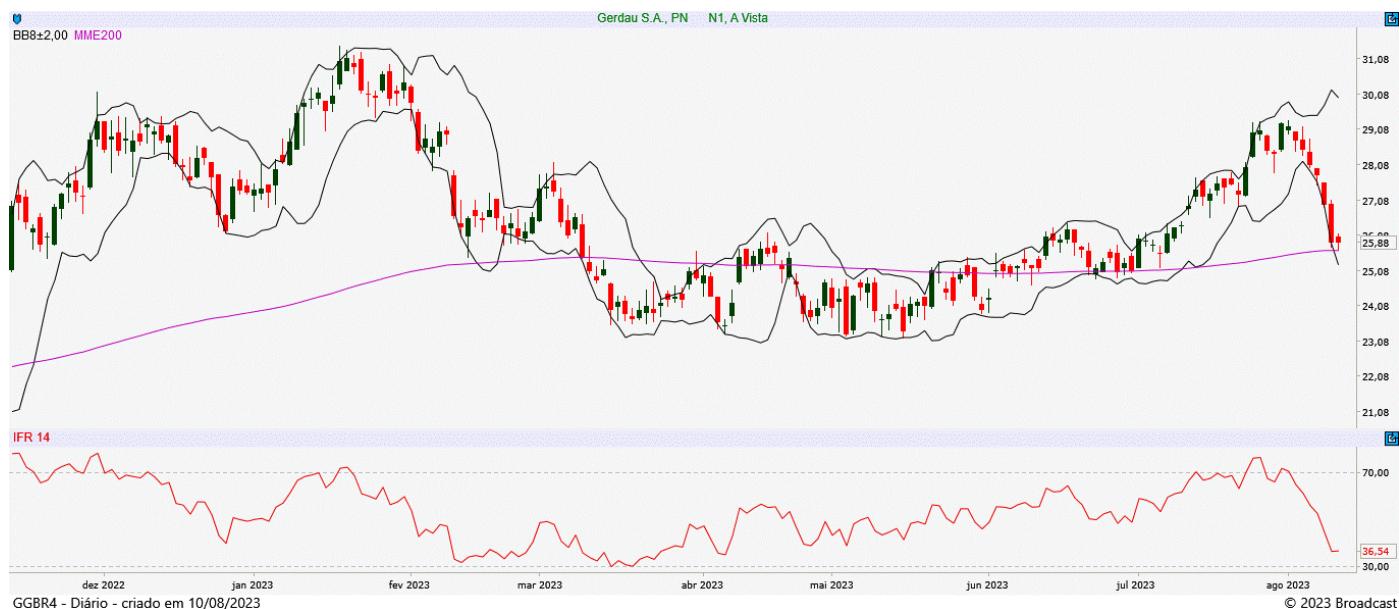 Gerdau S.A., PN N1, A Vista
BB8±2,00 MME200
31,08
30,08
29,08
28,08
27,08
25,88
25,08
24,08
23,08
22,08
21,08
IFR 14
70,00
36,54
30,00
dez 2022 jan 2023 fev 2023 mar 2023 abr 2023 mai 2023 jun 2023 jul 2023 ago 2023
GGBR4 - Diário - criado em 10/08/2023 © 2023 Broadcast